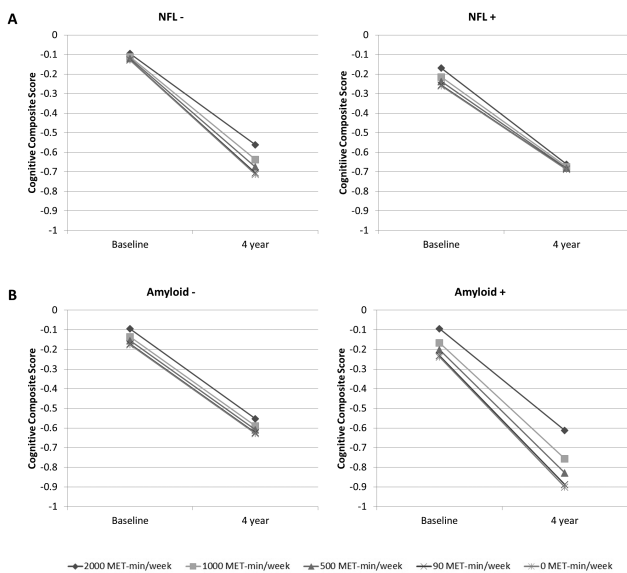 A
NFL -
NFL +
Cognitive Composite Score
0
-0.1
-0.2
-0.3
-0.4
-0.5
-0.6
-0.7
-0.8
-0.9
-1
Baseline
4 year
Cognitive Composite Score
0
-0.1
-0.2
-0.3
-0.4
-0.5
-0.6
-0.7
-0.8
-0.9
-1
Baseline
4 year
B
Amyloid -
Amyloid +
Cognitive Composite Score
0
-0.1
-0.2
-0.3
-0.4
-0.5
-0.6
-0.7
-0.8
-0.9
-1
Baseline
4 year
Cognitive Composite Score
0
-0.1
-0.2
-0.3
-0.4
-0.5
-0.6
-0.7
-0.8
-0.9
-1
Baseline
4 year
2000 MET-min/week 1000 MET-min/week 500 MET-min/week 90 MET-min/week 0 MET-min/week